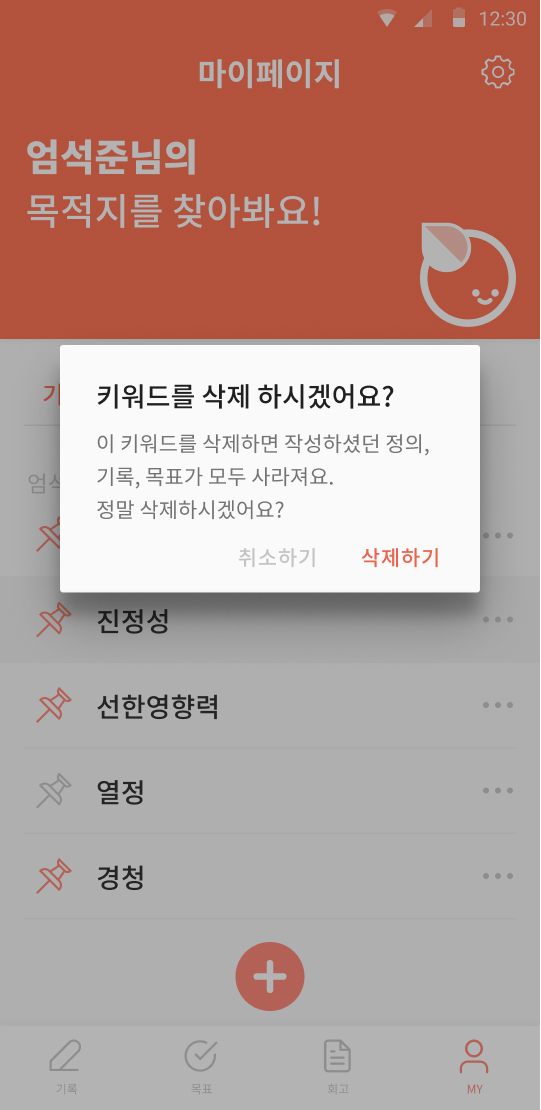 12:30
마이페이지
엄석준님의
목적지를 찾아봐요!
키워드를 삭제 하시겠어요?
이 키워드를 삭제하면 작성하셨던 정의,
기록, 목표가 모두 사라져요.
정말 삭제하시겠어요?
취소하기 삭제하기
진정성
선한영향력
열정
경청
기록 목표 회고 MY